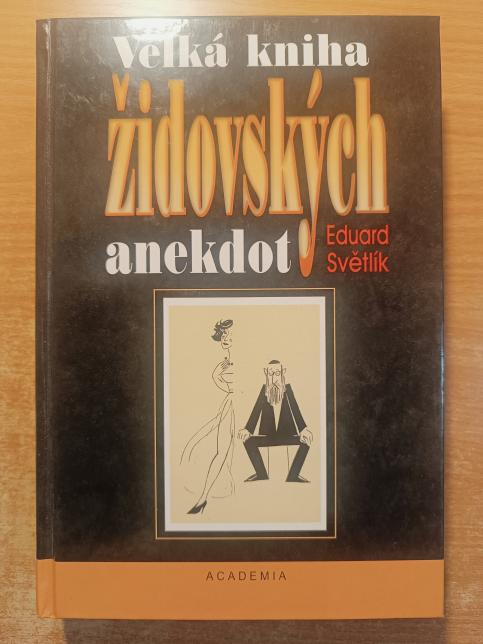 Velká kniha
židovských
anekdot
Eduard
Světlík
ACADEMIA